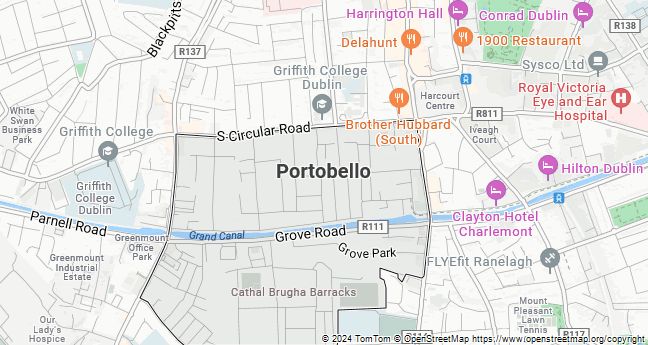 Harrington Hall
Conrad Dublin
R138
Delahunt
1900 Restaurant
Blackpitts
R137
Sysco Ltd
Griffith College
Dublin
Royal Victoria
Eye and Ear
Hospital
Harcourt
Centre
R811
White
Swan
Business
Park
Griffith College
S Circular Road
Brother Hubbard
(South)
Iveagh
Court
Portobello
Hilton Dublin
Griffith
College
Dublin
Parnell Road
Clayton Hotel
Charlemont
Grand Canal
Grove Road
R111
Greenmount
Office
Park
Grove Park
FLYEfit Ranelagh
Greenmount
Industrial
Estate
Cathal Brugha Barracks
Mount
Pleasant
Lawn
Tennis
Our
Lady's
Hospice
R114
R117
© 2024 TomTom © OpenStreetMap https://www.openstreetmap.org/copyright